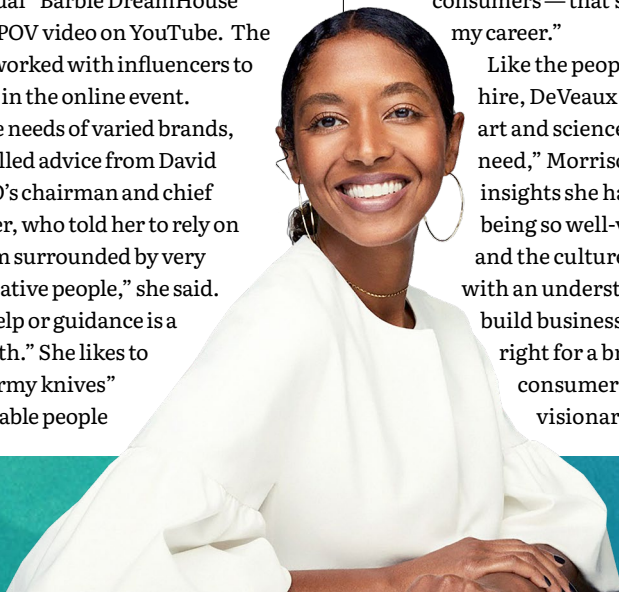 Barbie DreamHouse
POV video on YouTube. The
worked with influencers to
in the online event.
needs of varied brands,
lled advice from David
O’s chairman and chief
er, who told her to rely on
m surrounded by very
ative people,” she said.
elp or guidance is a
th.” She likes to
rmy knives”
able people
consumers — that’s
my career.”
Like the peop
hire, DeVeaux
art and science
need,” Morriso
insights she ha
being so well-v
and the culture
with an underst
build business
right for a br
consumer
visionar